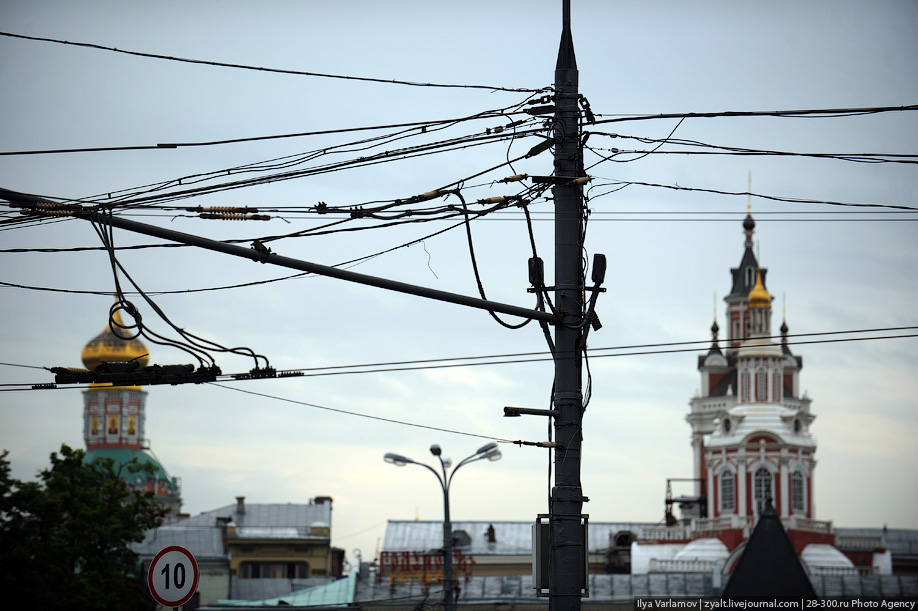 10
Ilya Varlamov | zyalt.livejournal.com | 28-300.ru Photo Agency